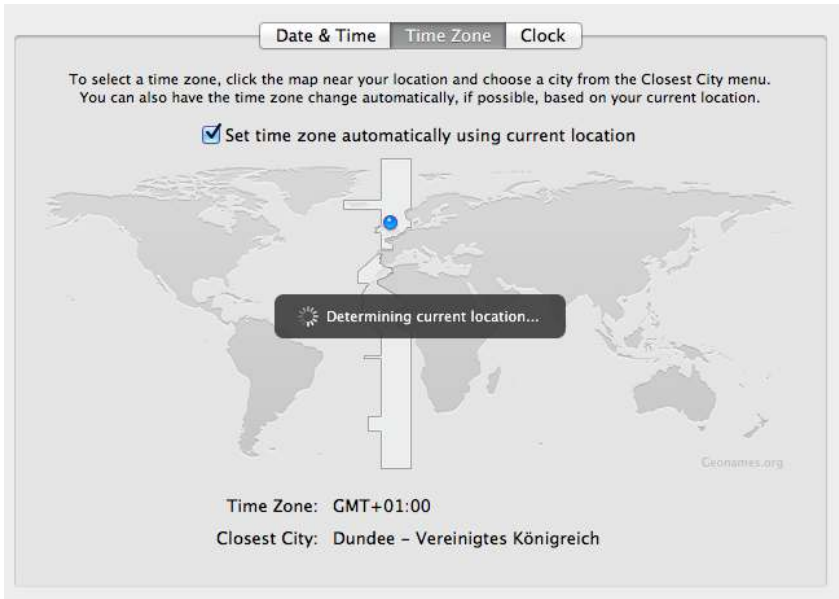 Date & Time Time Zone Clock
To select a time zone, click the map near your location and choose a city from the Closest City menu.
You can also have the time zone change automatically, if possible, based on your current location.
Set time zone automatically using current location
Determining current location...
Geonames.org
Time Zone: GMT+01:00
Closest City: Dundee – Vereinigtes Königreich